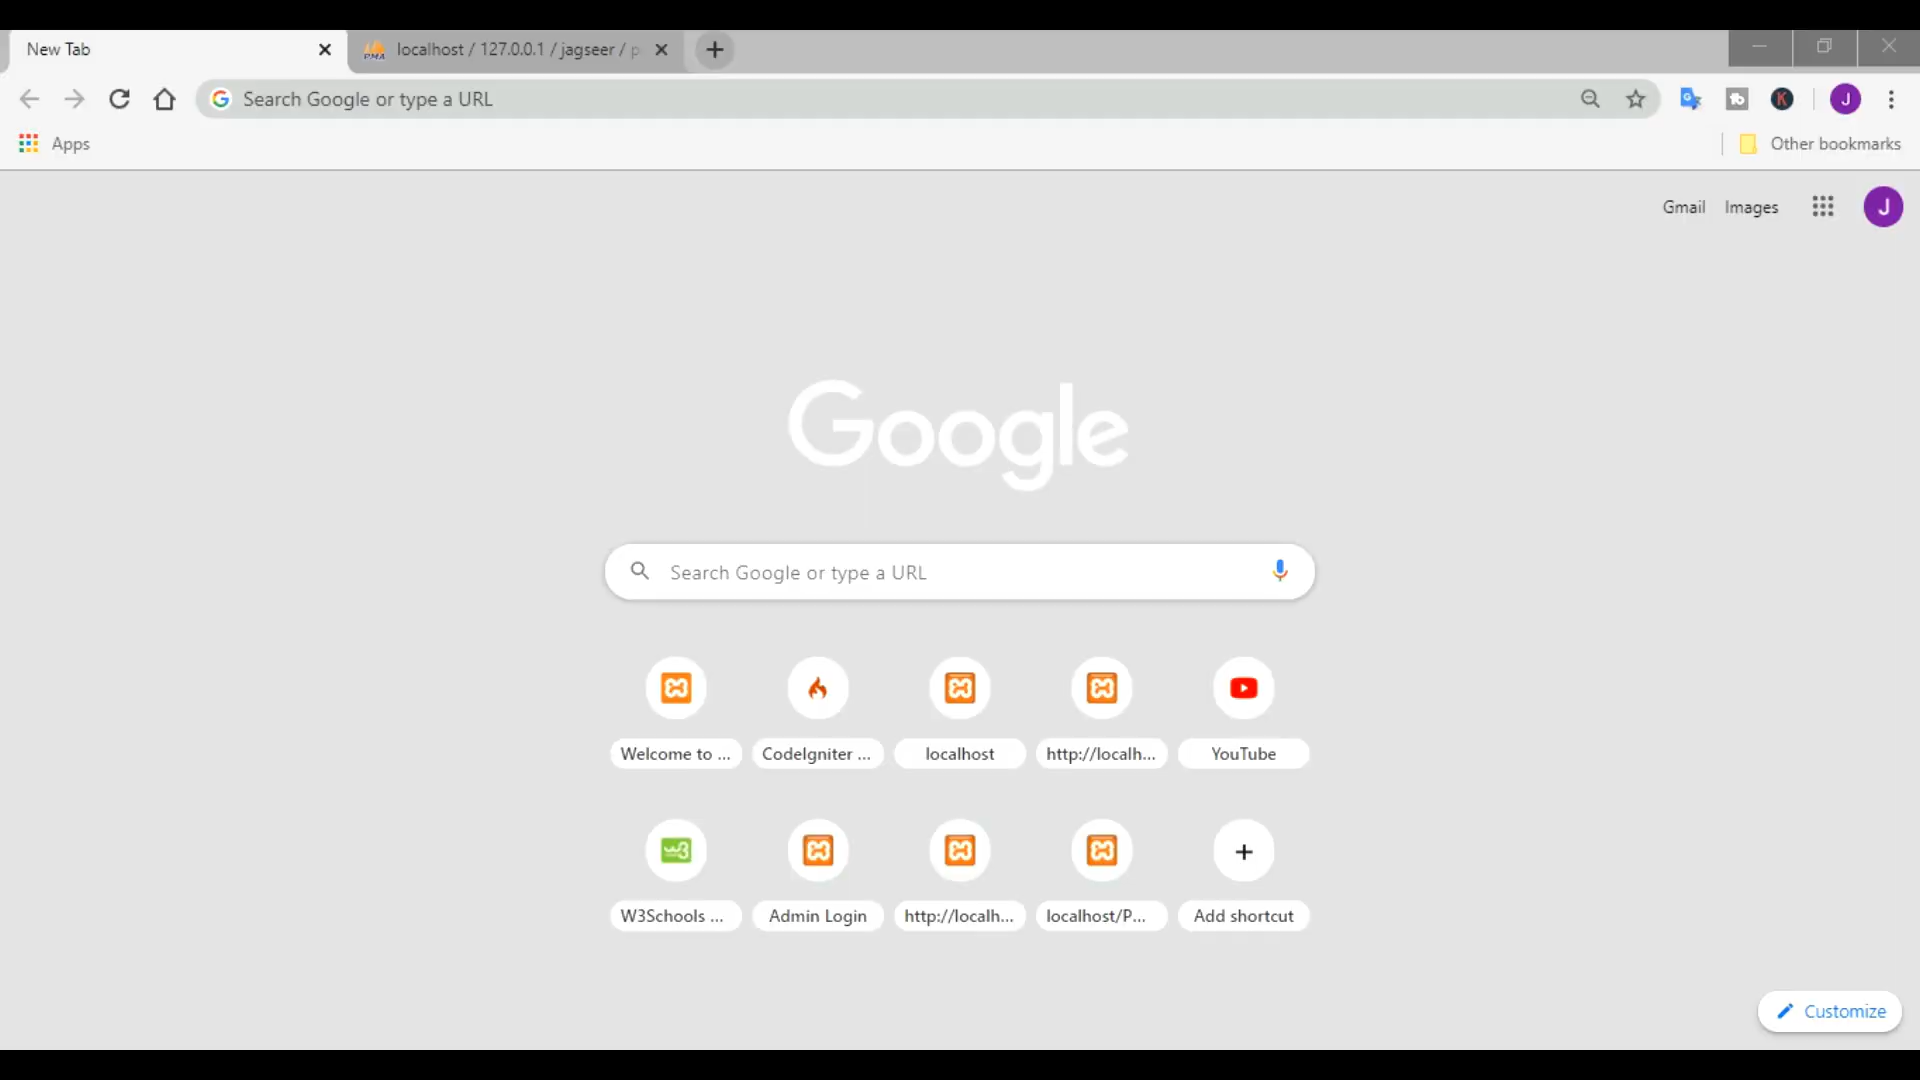 New Tab
localhost / 127.0.0.1 / jagseer / p
Search Google or type a URL
J
Apps
Other bookmarks
Gmail Images J
Google
Search Google or type a URL
Welcome to ... CodeIgniter ... localhost http://localh... YouTube
W3Schools ... Admin Login http://localh... localhost/P... Add shortcut
Customize